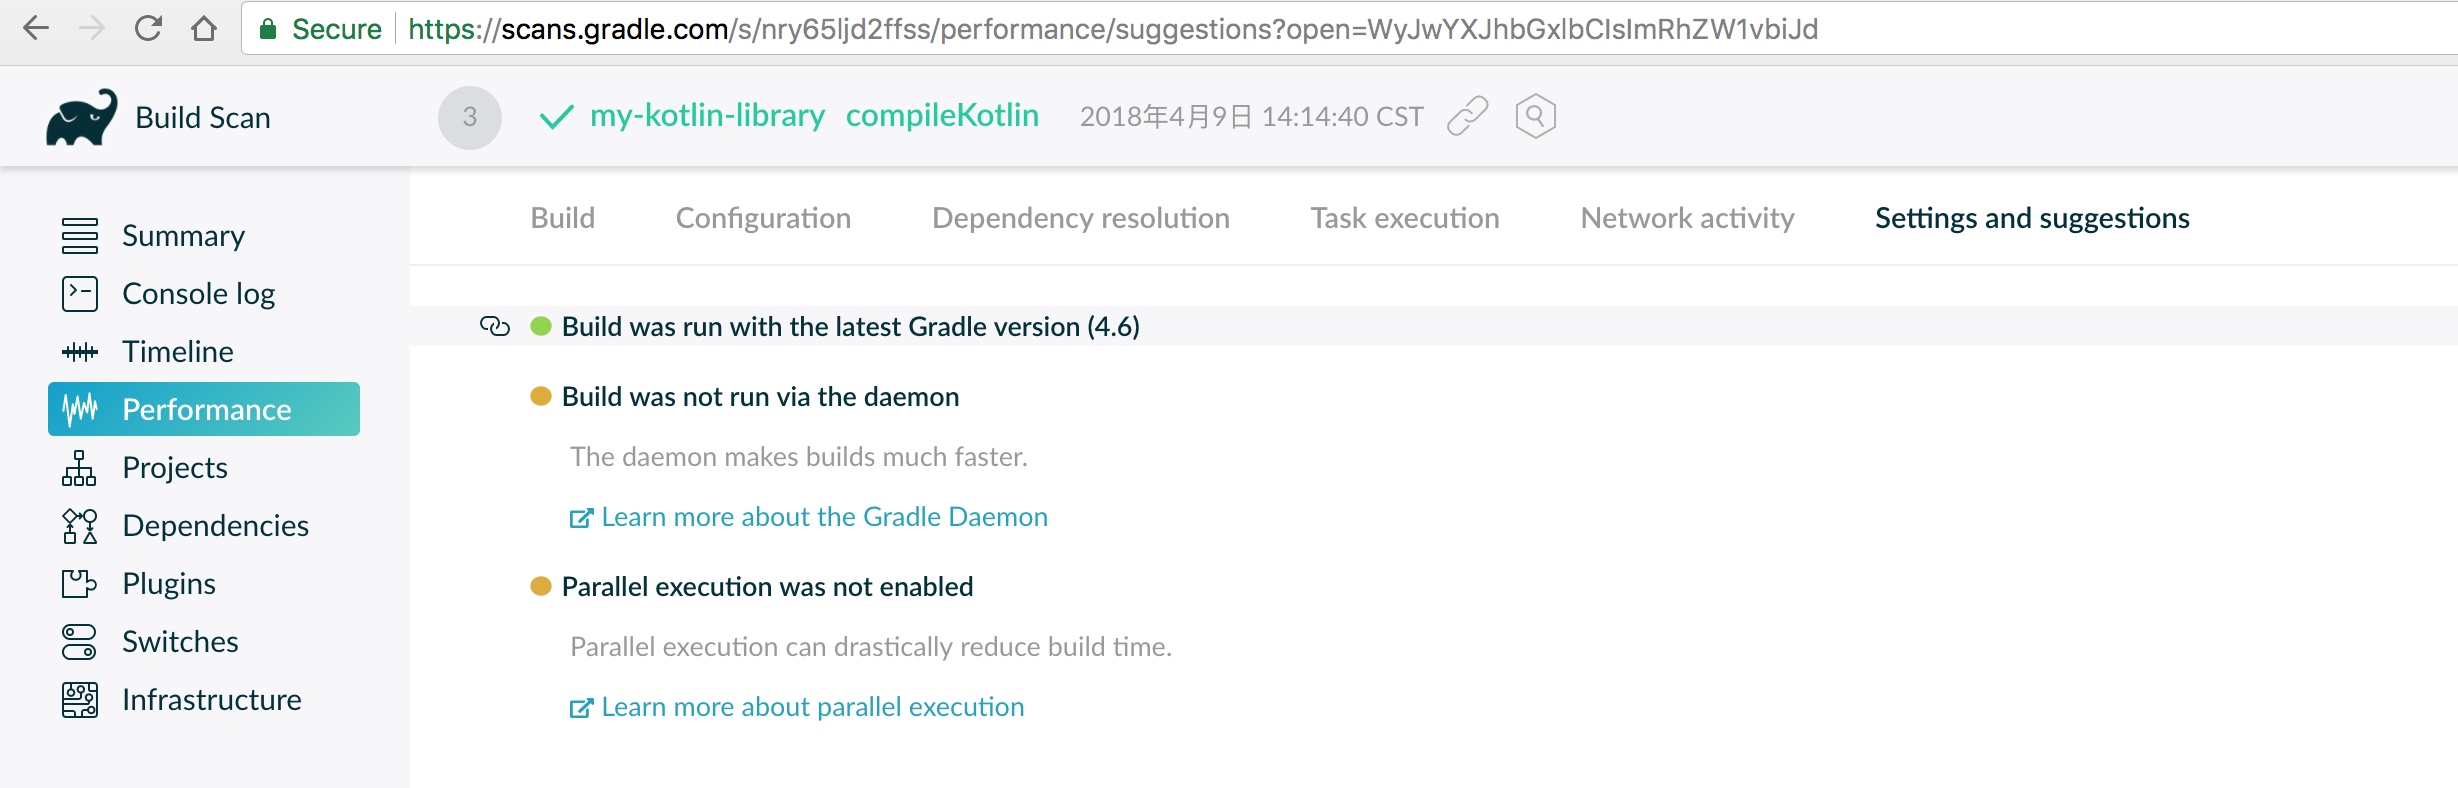 Secure https://scans.gradle.com/s/nry65ljd2ffss/performance/suggestions?open=WyJwYXJhbGxlbCIsImRhZW1vbiJd
Build Scan
3 my-kotlin-library compileKotlin 2018年4月9日 14:14:40 CST
Summary
Console log
Timeline
Performance
Projects
Dependencies
Plugins
Switches
Infrastructure
Build Configuration Dependency resolution Task execution Network activity Settings and suggestions
Build was run with the latest Gradle version (4.6)
Build was not run via the daemon
The daemon makes builds much faster.
Learn more about the Gradle Daemon
Parallel execution was not enabled
Parallel execution can drastically reduce build time.
Learn more about parallel execution